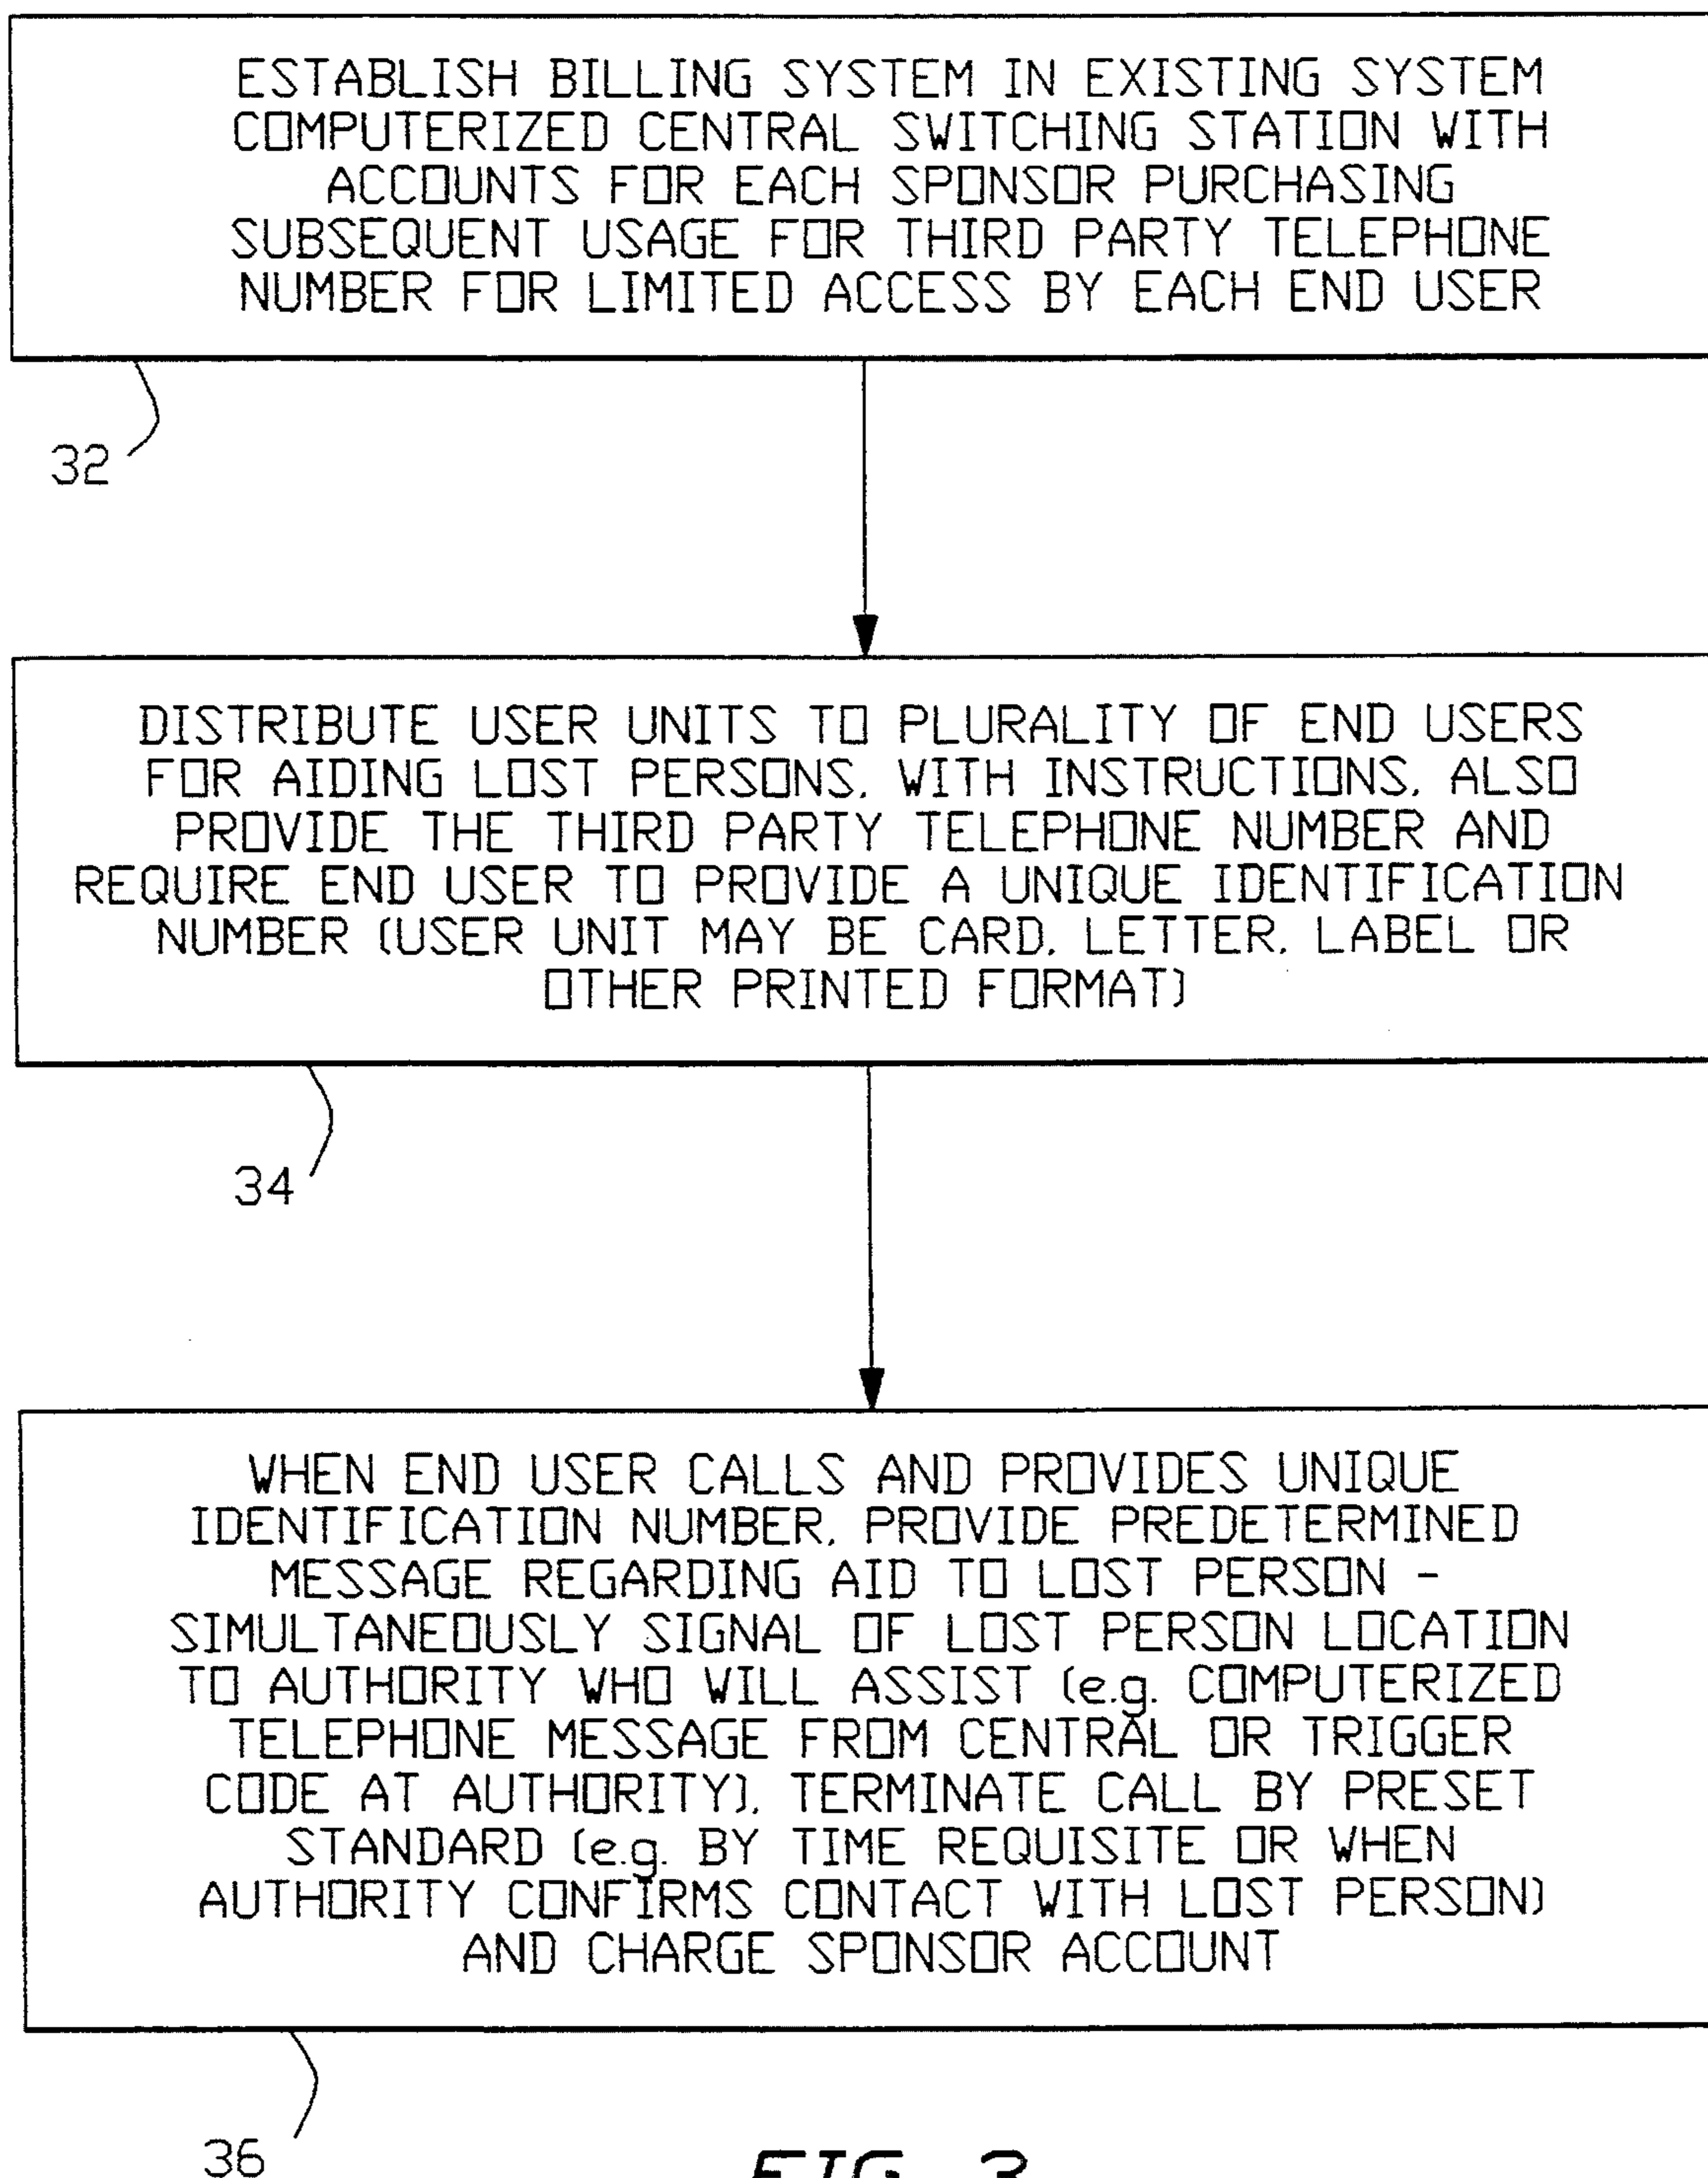 ESTABLISH BILLING SYSTEM IN EXISTING SYSTEM
COMPUTERIZED CENTRAL SWITCHING STATION WITH
ACCOUNTS FOR EACH SPONSOR PURCHASING
SUBSEQUENT USAGE FOR THIRD PARTY TELEPHONE
NUMBER FOR LIMITED ACCESS BY EACH END USER
32
DISTRIBUTE USER UNITS TO PLURALITY OF END USERS
FOR AIDING LOST PERSONS, WITH INSTRUCTIONS, ALSO
PROVIDE THE THIRD PARTY TELEPHONE NUMBER AND
REQUIRE END USER TO PROVIDE A UNIQUE IDENTIFICATION
NUMBER (USER UNIT MAY BE CARD, LETTER, LABEL OR
OTHER PRINTED FORMAT)
34
WHEN END USER CALLS AND PROVIDES UNIQUE
IDENTIFICATION NUMBER, PROVIDE PREDETERMINED
MESSAGE REGARDING AID TO LOST PERSON -
SIMULTANEOUSLY SIGNAL OF LOST PERSON LOCATION
TO AUTHORITY WHO WILL ASSIST (e.g. COMPUTERIZED
TELEPHONE MESSAGE FROM CENTRAL OR TRIGGER
CODE AT AUTHORITY), TERMINATE CALL BY PRESET
STANDARD (e.g. BY TIME REQUISITE OR WHEN
AUTHORITY CONFIRMS CONTACT WITH LOST PERSON)
AND CHARGE SPONSOR ACCOUNT
36
FIG. 3